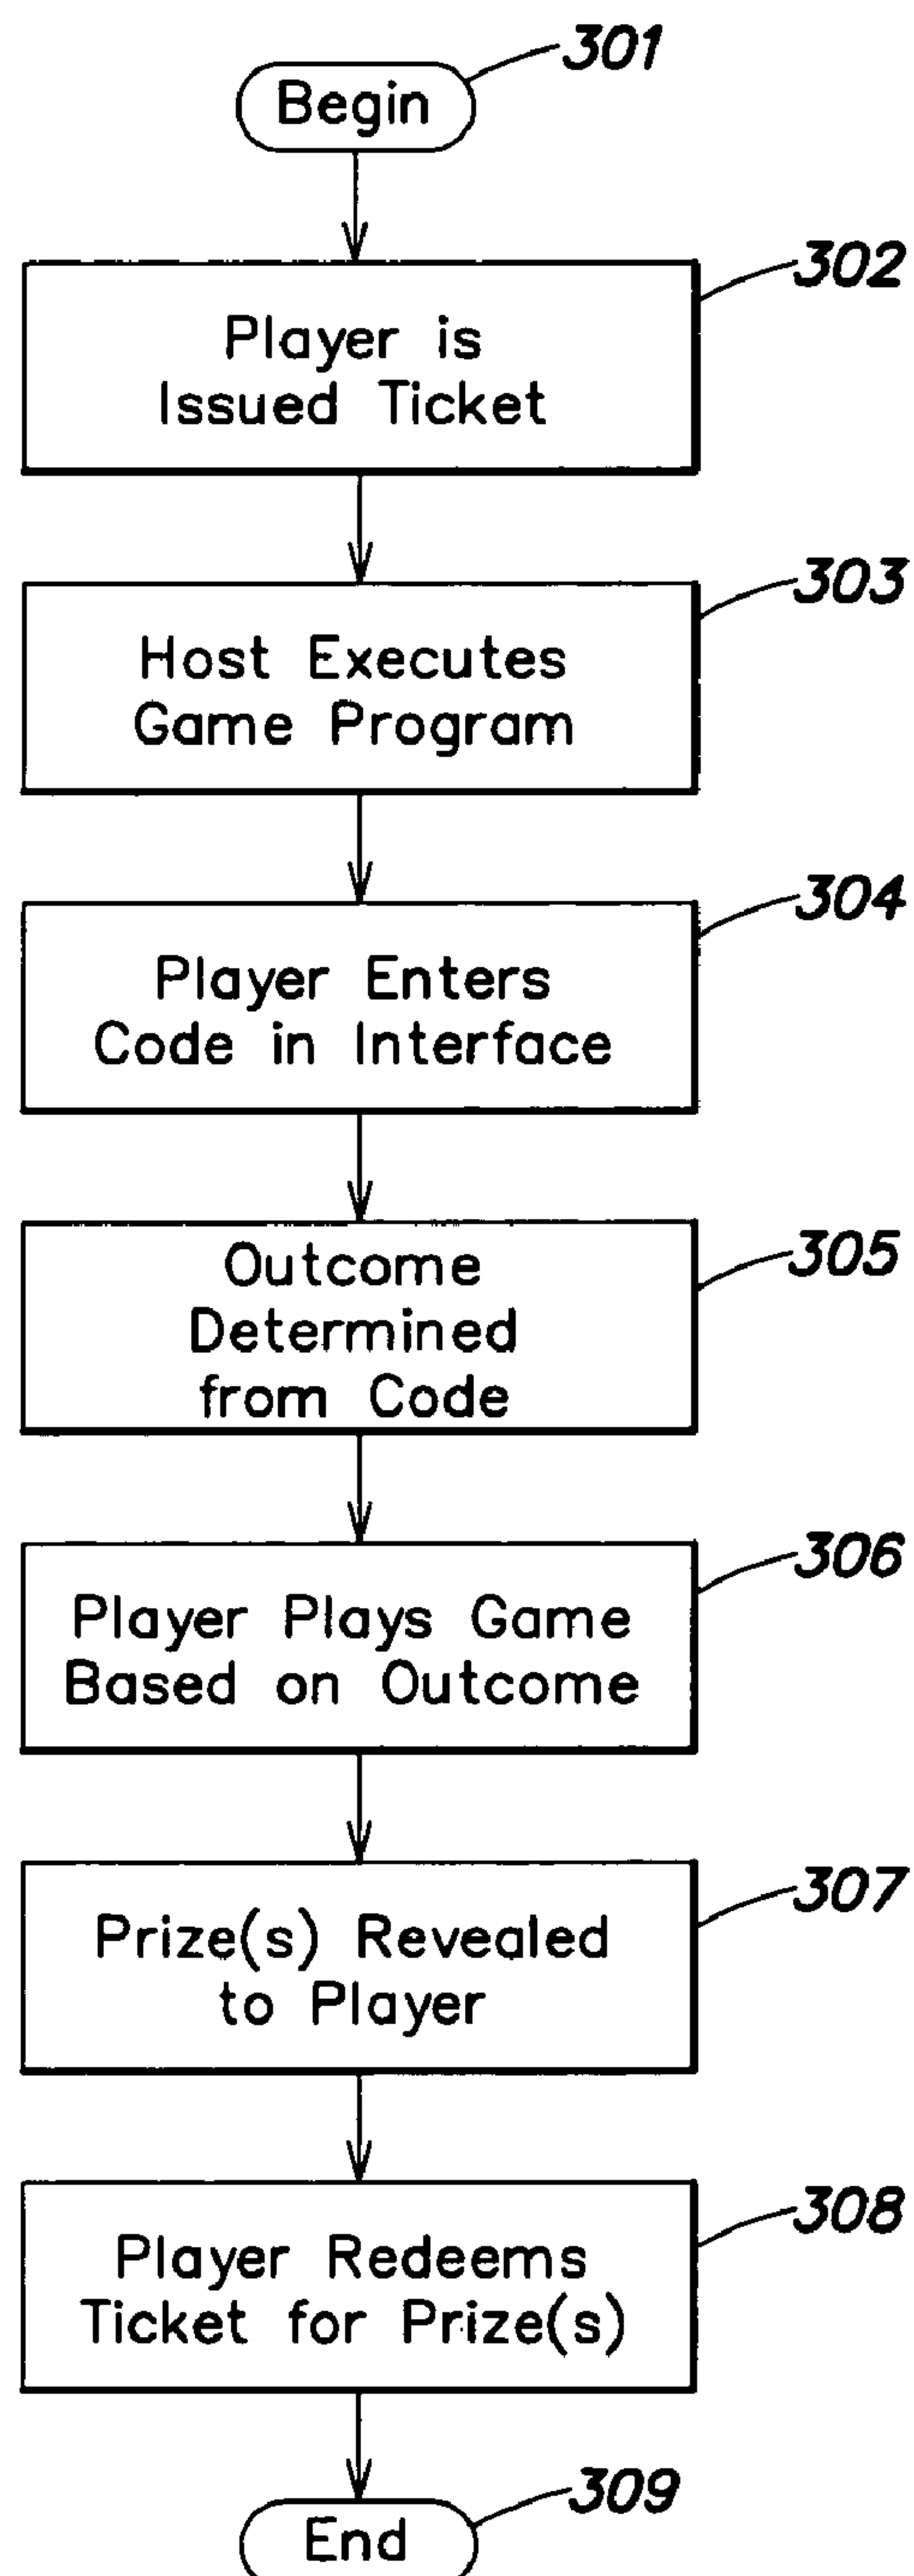 301
Begin
302
Player is
Issued Ticket
303
Host Executes
Game Program
304
Player Enters
Code in Interface
305
Outcome
Determined
from Code
306
Player Plays Game
Based on Outcome
307
Prize(s) Revealed
to Player
308
Player Redeems
Ticket for Prize(s)
309
End